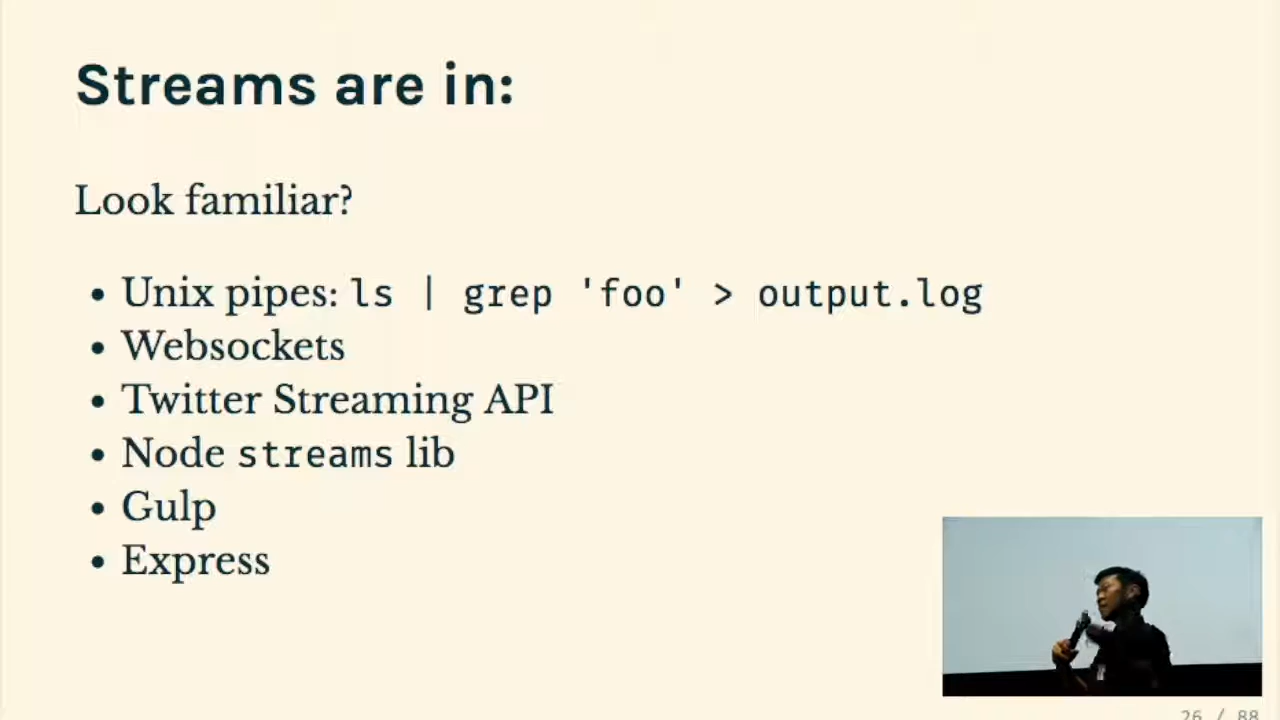 Streams are in:
Look familiar?
• Unix pipes: ls | grep 'foo' > output.log
• Websockets
• Twitter Streaming API
• Node streams lib
• Gulp
• Express
26 / 88